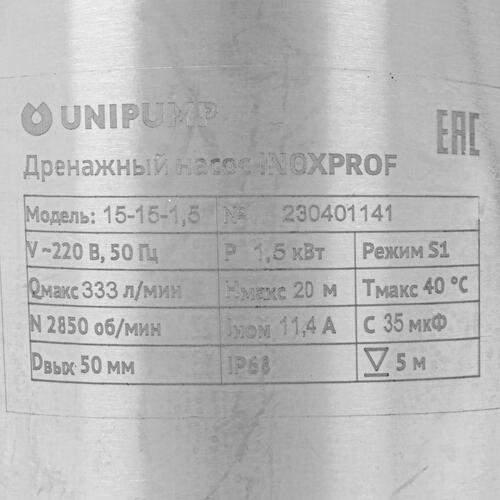 UNIPUMP
EAC
Дренажный насос INOXPROF
Модель: 15-15-1,5 № 230401141
V ~220 В, 50 Гц P 1,5 кВт Режим S1
Qмакс 333 л/мин Hмакс 20 м Tмакс 40 °C
N 2850 об/мин Iном 11,4 А C 35 мкФ
Dвых 50 мм IP68 5 м